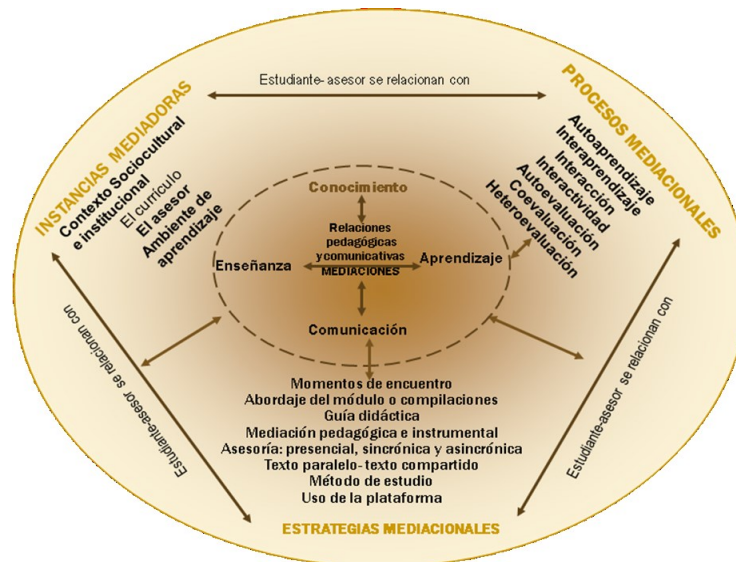 Estudiante- asesor se relacionan con
INSTANCIAS MEDIADORAS
Contexto Sociocultural
e institucional
El currículo
El asesor
Ambiente de
aprendizaje
PROCESOS MEDIACIONALES
Autoaprendizaje
Interaprendizaje
Interacción
Interactividad
Autoevaluación
Coevaluación
Heteroevaluación
Conocimiento
Relaciones
pedagógicas
y comunicativas
MEDIACIONES
Enseñanza
Aprendizaje
Comunicación
Estudiante-asesor se relacionan con
Estudiante-asesor se relacionan con
Momentos de encuentro
Abordaje del módulo o compilaciones
Guía didáctica
Mediación pedagógica e instrumental
Asesoría: presencial, sincrónica y asincrónica
Texto paralelo- texto compartido
Método de estudio
Uso de la plataforma
ESTRATEGIAS MEDIACIONALES